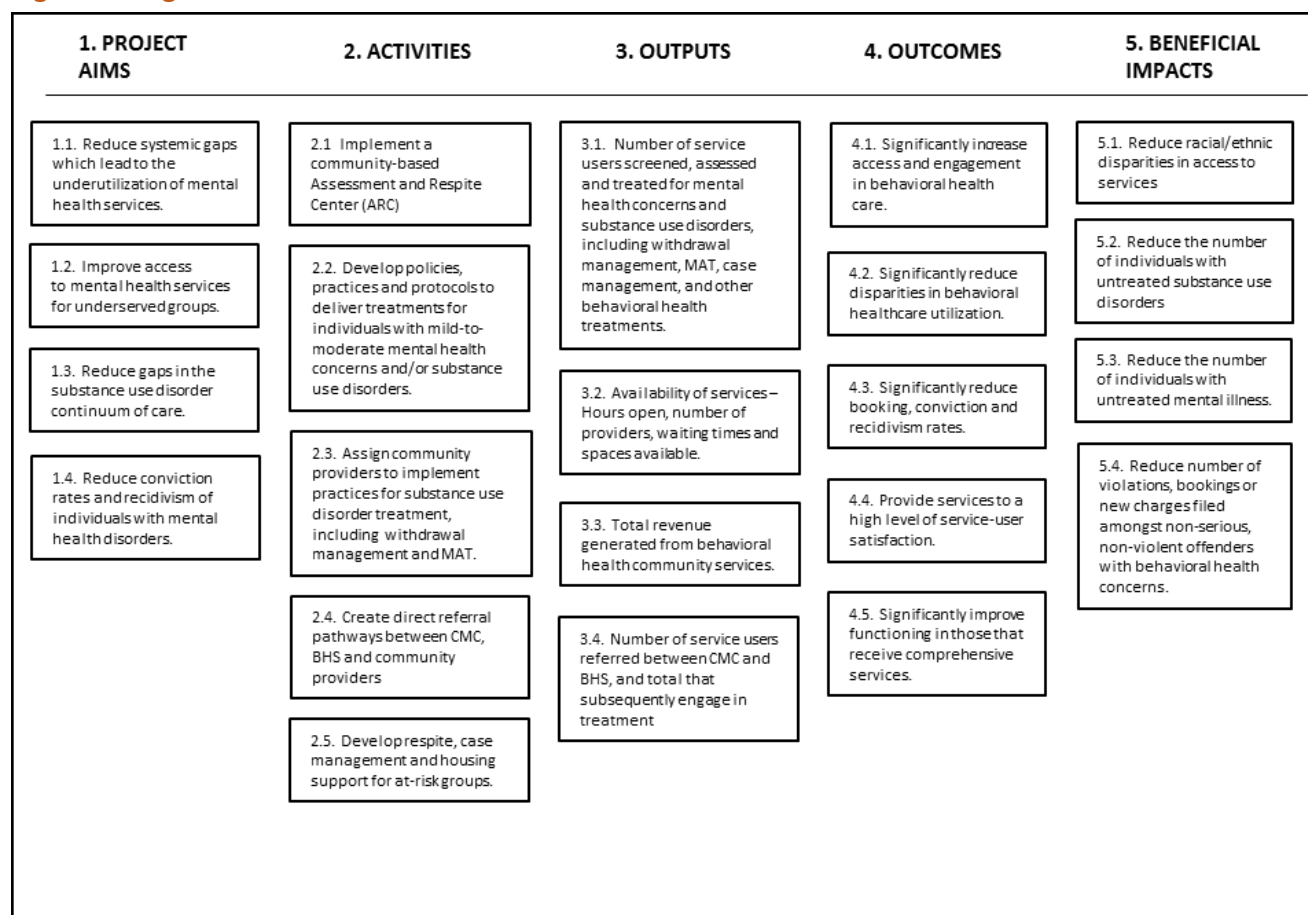 1. PROJECT
AIMS
2. ACTIVITIES
3. OUTPUTS
4. OUTCOMES
5. BENEFICIAL
IMPACTS
1.1. Reduce systemic gaps
which lead to the
underutilization of mental
health services.
1.2. Improve access
to mental health services
for underserved groups.
1.3. Reduce gaps in the
substance use disorder
continuum of care.
1.4. Reduce conviction
rates and recidivism of
individuals with mental
health disorders.
2.1 Implement a
community-based
Assessment and Respite
Center (ARC)
2.2. Develop policies,
practices and protocols to
deliver treatments for
individuals with mild-to-
moderate mental health
concerns and/or substance
use disorders.
2.3. Assign community
providers to implement
practices for substance use
disorder treatment,
including withdrawal
management and MAT.
2.4. Create direct referral
pathways between CMC,
BHS and community
providers
2.5. Develop respite, case
management and housing
support for at-risk groups.
3.1. Number of service
users screened, assessed
and treated for mental
health concerns and
substance use disorders,
including withdrawal
management, MAT, case
management, and other
behavioral health
treatments.
3.2. Availability of services –
Hours open, number of
providers, waiting times and
spaces available.
3.3. Total revenue
generated from behavioral
health community services.
3.4. Number of service users
referred between CMC and
BHS, and total that
subsequently engage in
treatment
4.1. Significantly increase
access and engagement
in behavioral health
care.
4.2. Significantly reduce
disparities in behavioral
healthcare utilization.
4.3. Significantly reduce
booking, conviction and
recidivism rates.
4.4. Provide services to a
high level of service-user
satisfaction.
4.5. Significantly improve
functioning in those that
receive comprehensive
services.
5.1. Reduce racial/ethnic
disparities in access to
services
5.2. Reduce the number
of individuals with
untreated substance use
disorders
5.3. Reduce the number
of individuals with
untreated mental illness.
5.4. Reduce number of
violations, bookings or
new charges filed
amongst non-serious,
non-violent offenders
with behavioral health
concerns.